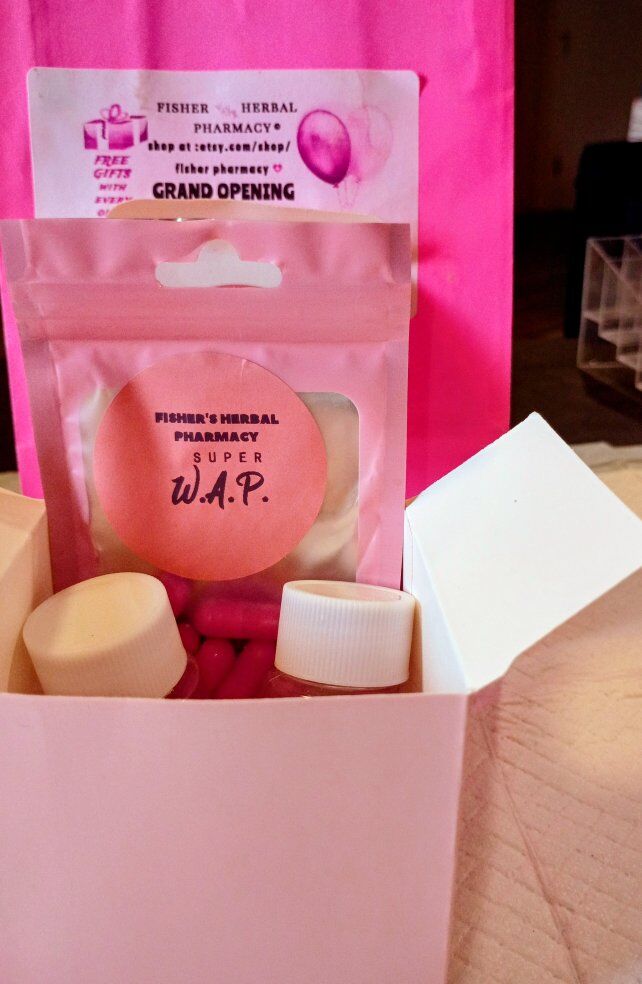 FISHER HERBAL
PHARMACY®
shop at :etsy.com/shop/
fisher pharmacy
GRAND OPENING
FREE
GIFTS
WITH
EVERY
FISHER'S HERBAL
PHARMACY
SUPER
W.A.P.